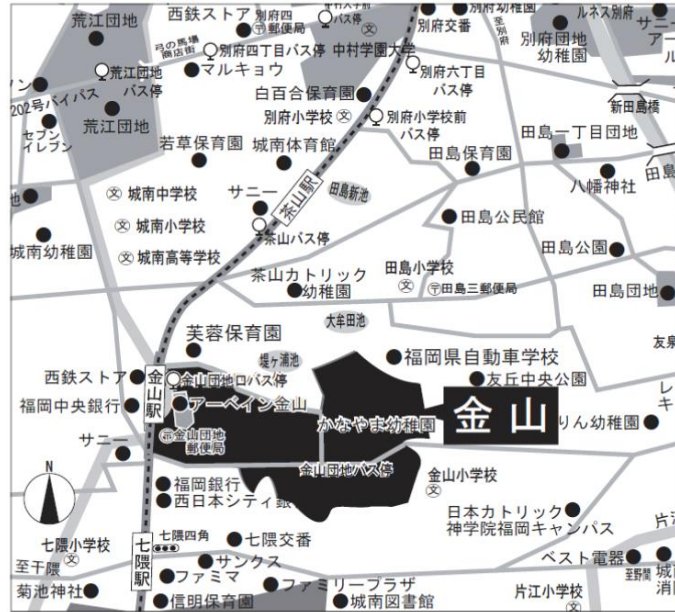 荒江団地
西鉄ストア
別府四
郵便局
バス停
別府交番
別府幼稚園
至別府
ルネス別府
サニー
弓の馬場
商店街
別府四丁目バス停
中村学園大学
別府団地
幼稚園
荒江団地
バス停
マルキョウ
別府六丁目
バス停
202号バイパス
荒江団地
白百合保育園
別府小学校
別府小学校前
バス停
新田島橋
セブン
イレブン
若草保育園
城南体育館
田島一丁目団地
田島保育園
八幡神社
城南中学校
サニー
茶山駅
田島新池
城南小学校
茶山バス停
田島公民館
城南幼稚園
城南高等学校
田島公園
茶山カトリック
幼稚園
田島小学校
田島三郵便局
田島団地
大牟田池
芙蓉保育園
堤ヶ浦池
福岡県自動車学校
西鉄ストア
金山駅
金山団地口バス停
友丘中央公園
福岡中央銀行
アーベイン金山
かなやま幼稚園
金山
りん幼稚園
サニー
金山団地
郵便局
金山団地バス停
N
福岡銀行
西日本シティ銀
金山小学校
日本カトリック
神学院福岡キャンパス
七隈小学校
七隈駅
七隈四角
七隈交番
至干隈
サンクス
ベスト電器
至野間
菊池神社
ファミマ
ファミリープラザ
信明保育園
城南図書館
片江小学校